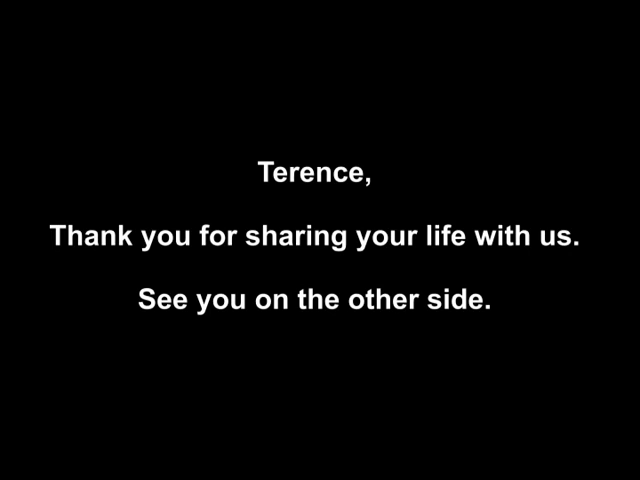 Terence,
Thank you for sharing your life with us.
See you on the other side.